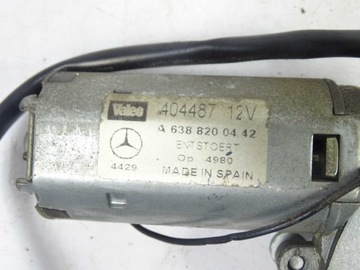 Valeo 404487 12V
A 638 820 04 42
ENTSTOERT
4429 Op 4980
MADE IN SPAIN